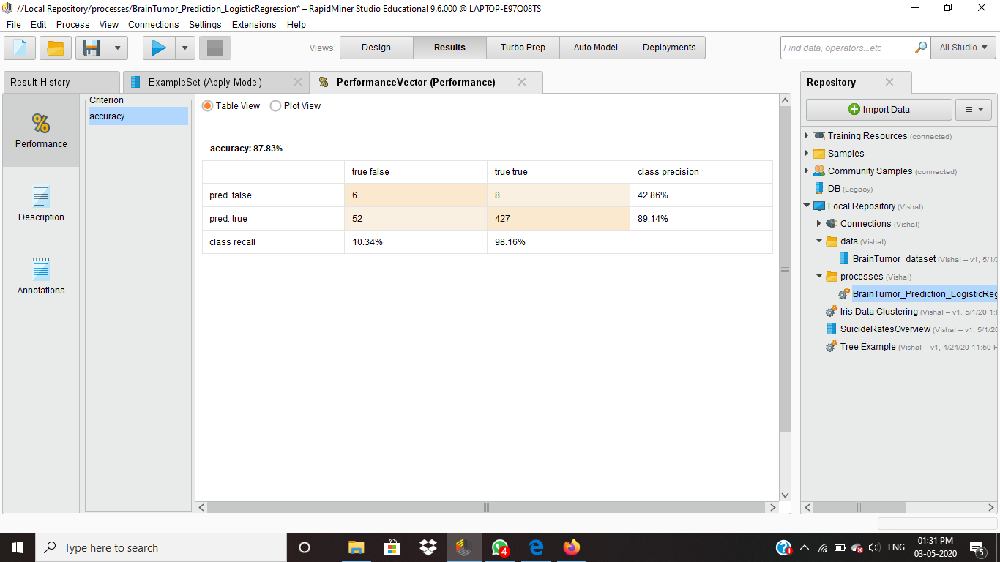 //Local Repository/processes/BrainTumor_Prediction_LogisticRegression* – RapidMiner Studio Educational 9.6.000 @ LAPTOP-E97Q08TS
File Edit Process View Connections Settings Extensions Help
Views: Design Results Turbo Prep Auto Model Deployments Find data, operators...etc All Studio
Result History ExampleSet (Apply Model) PerformanceVector (Performance) Repository
Criterion
accuracy
% Performance
Description
Annotations
Table View Plot View
accuracy: 87.83%
true false true true class precision
pred. false 6 8 42.86%
pred. true 52 427 89.14%
class recall 10.34% 98.16%
Import Data
Training Resources (connected)
Samples
Community Samples (connected)
DB (Legacy)
Local Repository (Vishal)
Connections (Vishal)
data (Vishal)
BrainTumor_dataset (Vishal – v1, 5/1/2
processes (Vishal)
BrainTumor_Prediction_LogisticReg
Iris Data Clustering (Vishal – v1, 5/1/20 1:0
SuicideRatesOverview (Vishal – v1, 5/1/20
Tree Example (Vishal – v1, 4/24/20 11:50 P
Type here to search 4 ENG 01:31 PM
03-05-2020 5